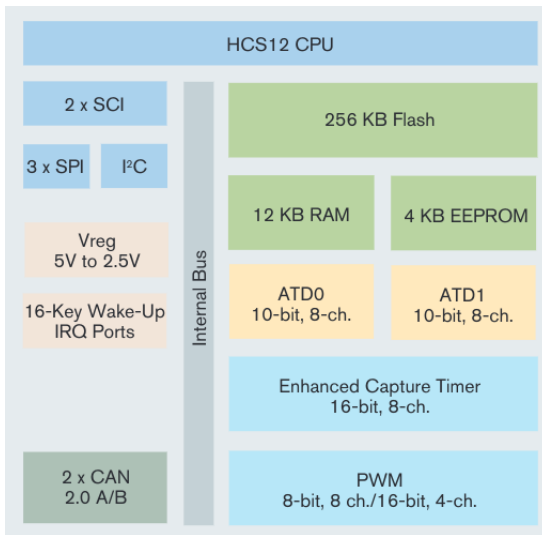 HCS12 CPU
2 x SCI
3 x SPI
I²C
Vreg
5V to 2.5V
16-Key Wake-Up
IRQ Ports
2 x CAN
2.0 A/B
Internal Bus
256 KB Flash
12 KB RAM
4 KB EEPROM
ATD0
10-bit, 8-ch.
ATD1
10-bit, 8-ch.
Enhanced Capture Timer
16-bit, 8-ch.
PWM
8-bit, 8 ch./16-bit, 4-ch.